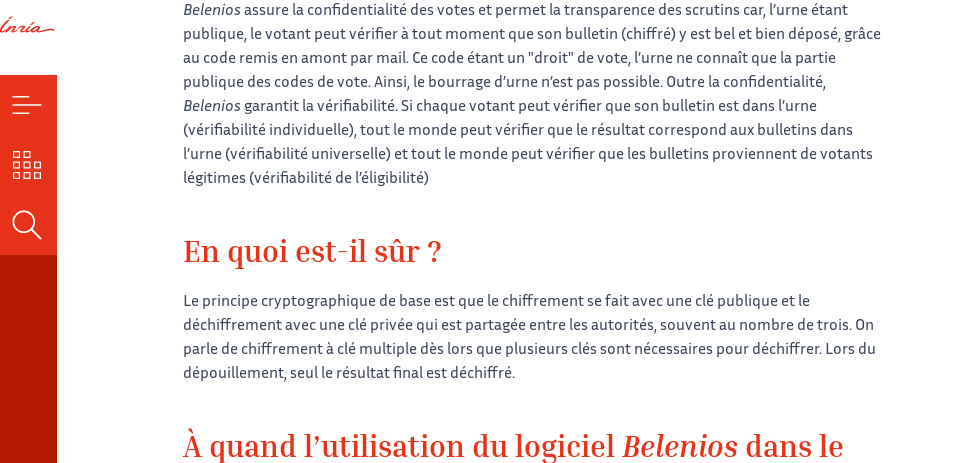 Inria
Belenios assure la confidentialité des votes et permet la transparence des scrutins car, l’urne étant
publique, le votant peut vérifier à tout moment que son bulletin (chiffré) y est bel et bien déposé, grâce
au code remis en amont par mail. Ce code étant un "droit" de vote, l’urne ne connaît que la partie
publique des codes de vote. Ainsi, le bourrage d’urne n’est pas possible. Outre la confidentialité,
Belenios garantit la vérifiabilité. Si chaque votant peut vérifier que son bulletin est dans l’urne
(vérifiabilité individuelle), tout le monde peut vérifier que le résultat correspond aux bulletins dans
l’urne (vérifiabilité universelle) et tout le monde peut vérifier que les bulletins proviennent de votants
légitimes (vérifiabilité de l’éligibilité)
En quoi est-il sûr ?
Le principe cryptographique de base est que le chiffrement se fait avec une clé publique et le
déchiffrement avec une clé privée qui est partagée entre les autorités, souvent au nombre de trois. On
parle de chiffrement à clé multiple dès lors que plusieurs clés sont nécessaires pour déchiffrer. Lors du
dépouillement, seul le résultat final est déchiffré.
À quand l’utilisation du logiciel Belenios dans le